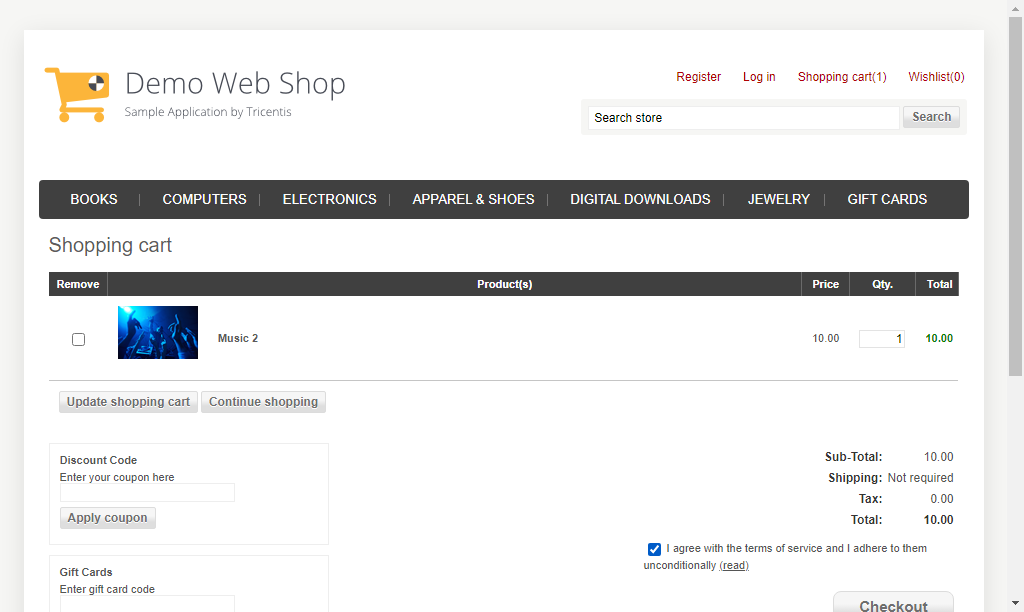 Demo Web Shop
Sample Application by Tricentis
Register Log in Shopping cart(1) Wishlist(0)
Search store Search
BOOKS COMPUTERS ELECTRONICS APPAREL & SHOES DIGITAL DOWNLOADS JEWELRY GIFT CARDS
Shopping cart
Remove Product(s) Price Qty. Total
Music 2 10.00 1 10.00
Update shopping cart Continue shopping
Discount Code
Enter your coupon here
Apply coupon
Sub-Total: 10.00
Shipping: Not required
Tax: 0.00
Total: 10.00
I agree with the terms of service and I adhere to them
unconditionally (read)
Gift Cards
Enter gift card code
Checkout